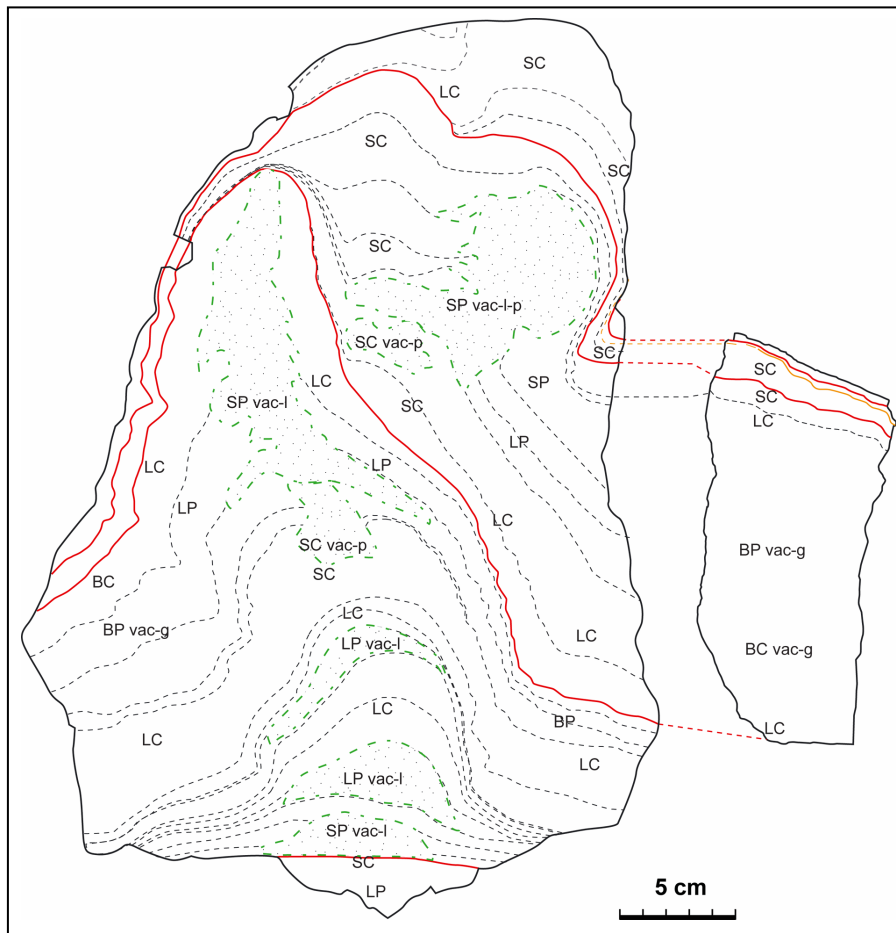 SC
LC
SC
SC
SC
SP vac-l-p
SC vac-p
SC
SC
LC
SP
SC
SP vac-l
SC
LC
LP
LC
LP
LP
LC
SC vac-p
BP vac-g
SC
BC
LC
BP vac-g
LC
LP vac-l
BC vac-g
LC
BP
LC
LC
LC
LP vac-l
SP vac-l
SC
LP
5 cm